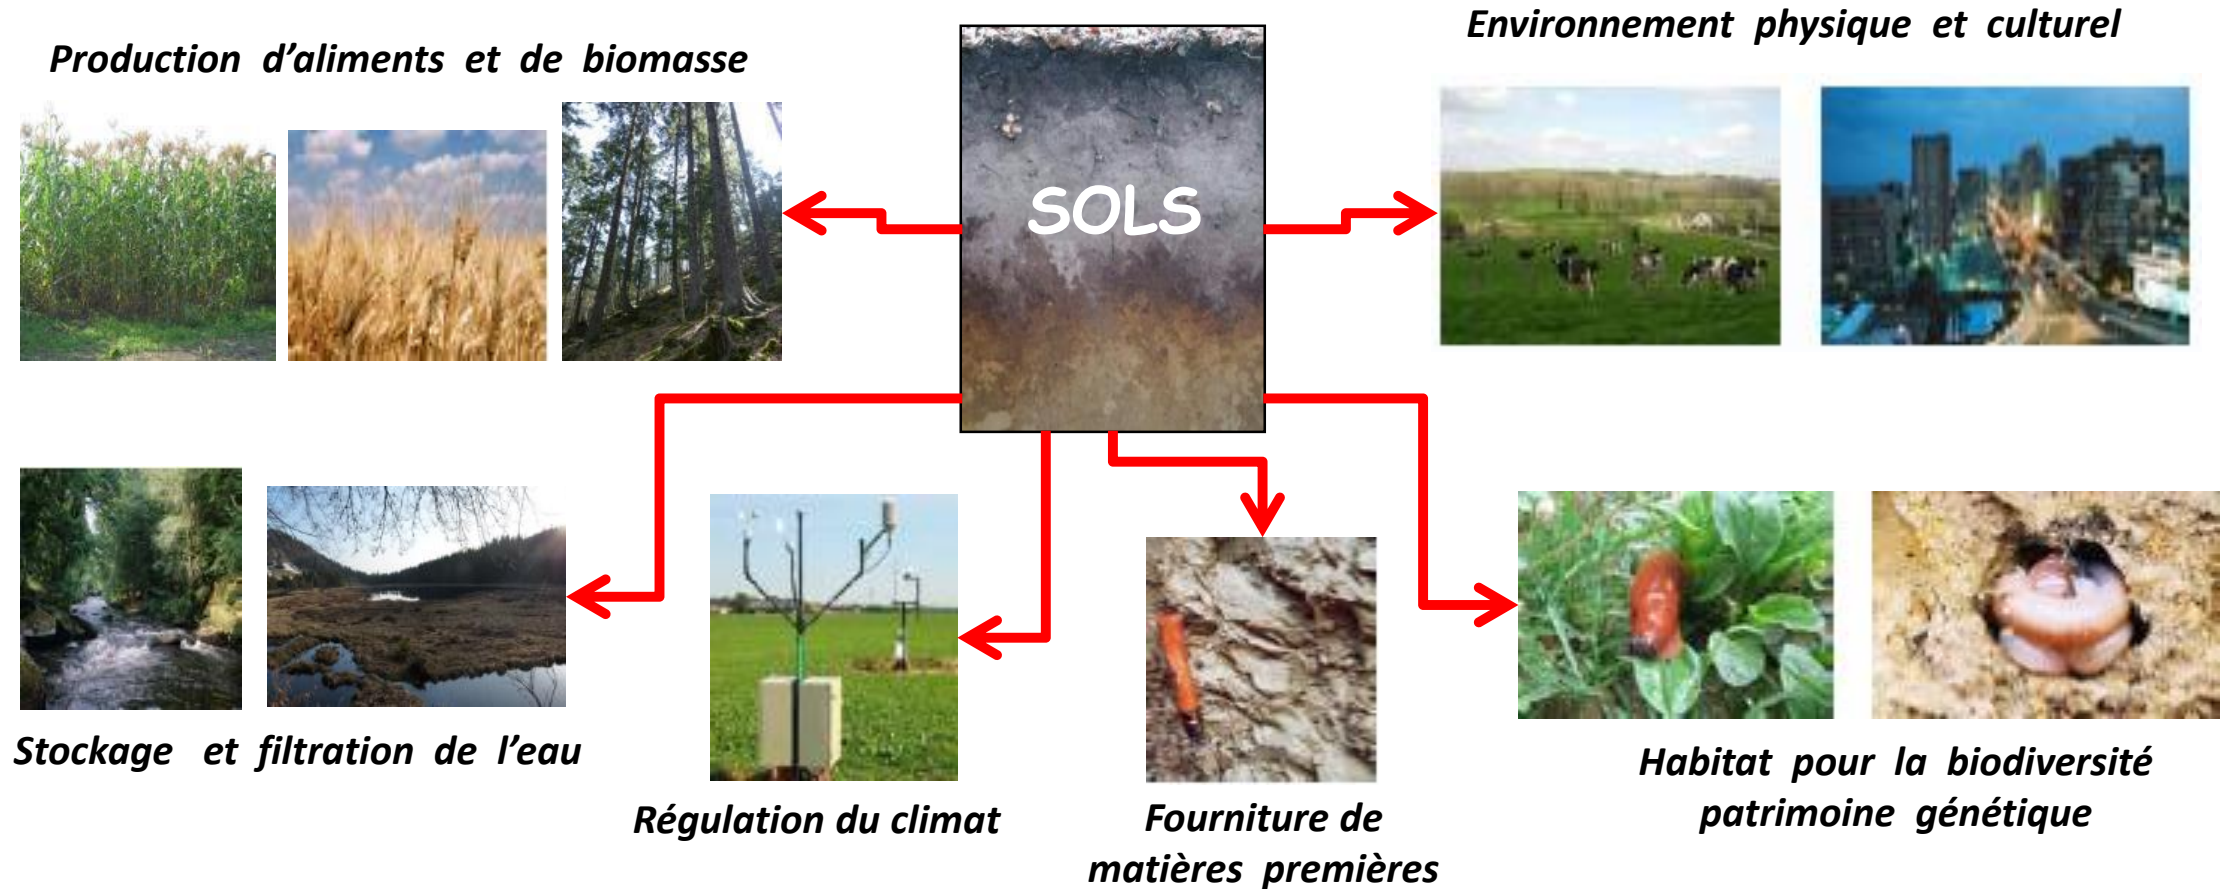 Environnement physique et culturel
Production d'aliments et de biomasse
SOLS
Stockage et filtration de l'eau
Régulation du climat
Fourniture de
matières premières
Habitat pour la biodiversité
patrimoine génétique